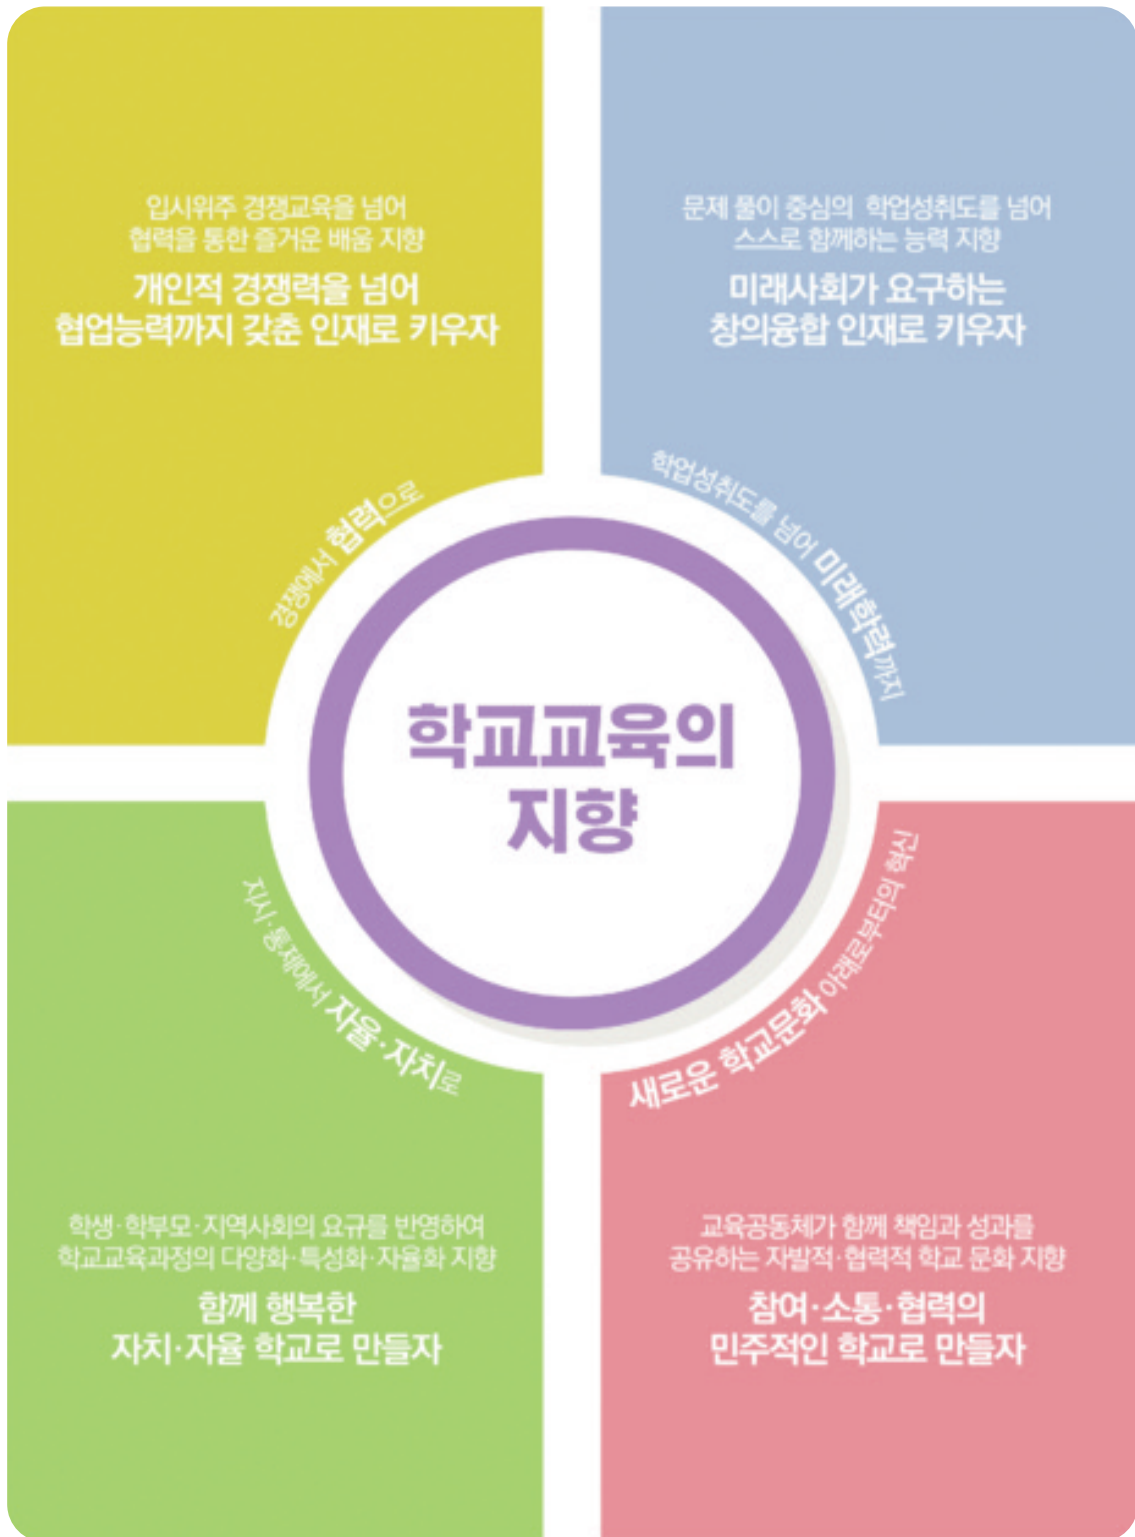 입시위주 경쟁교육을 넘어
협력을 통한 즐거운 배움 지향
개인적 경쟁력을 넘어
협업능력까지 갖춘 인재로 키우자
경쟁에서 협력으로
문제 풀이 중심의 학업성취도를 넘어
스스로 함께하는 능력 지향
미래사회가 요구하는
창의융합 인재로 키우자
학업성취도를 넘어 미래학력까지
학교교육의
지향
지시·통제에서 자율·자치로
학생·학부모·지역사회의 요규를 반영하여
학교교육과정의 다양화·특성화·자율화 지향
함께 행복한
자치·자율 학교로 만들자
새로운 학교문화 아래로부터의 혁신
교육공동체가 함께 책임과 성과를
공유하는 자발적·협력적 학교 문화 지향
참여·소통·협력의
민주적인 학교로 만들자